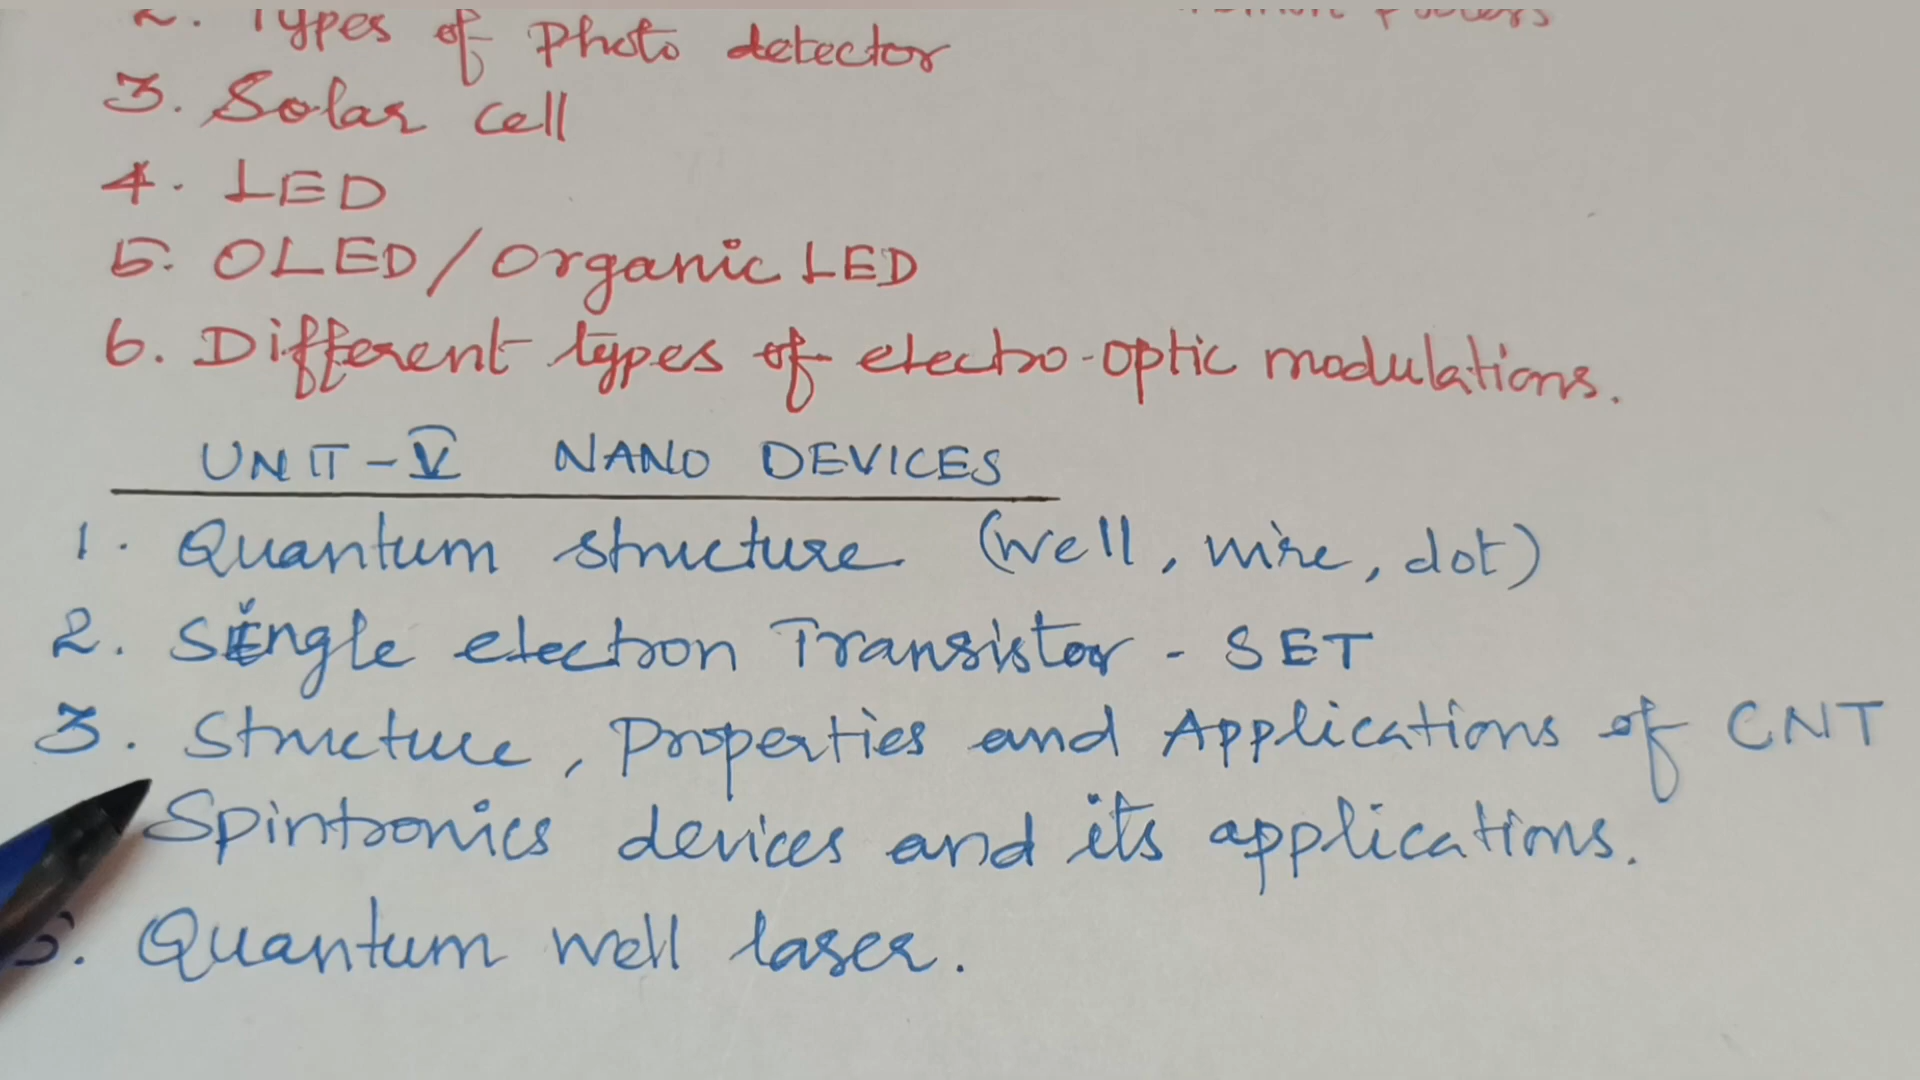 2. Types of Photo detector
3. Solar cell
4. LED
5. OLED/Organic LED
6. Different types of electro-optic modulations.
UNIT-V NANO DEVICES
1. Quantum structure (well, wire, dot)
2. Single electron Transistor - SET
3. Structure, Properties and Applications of CNT
Spintronics devices and its applications.
5. Quantum well laser.